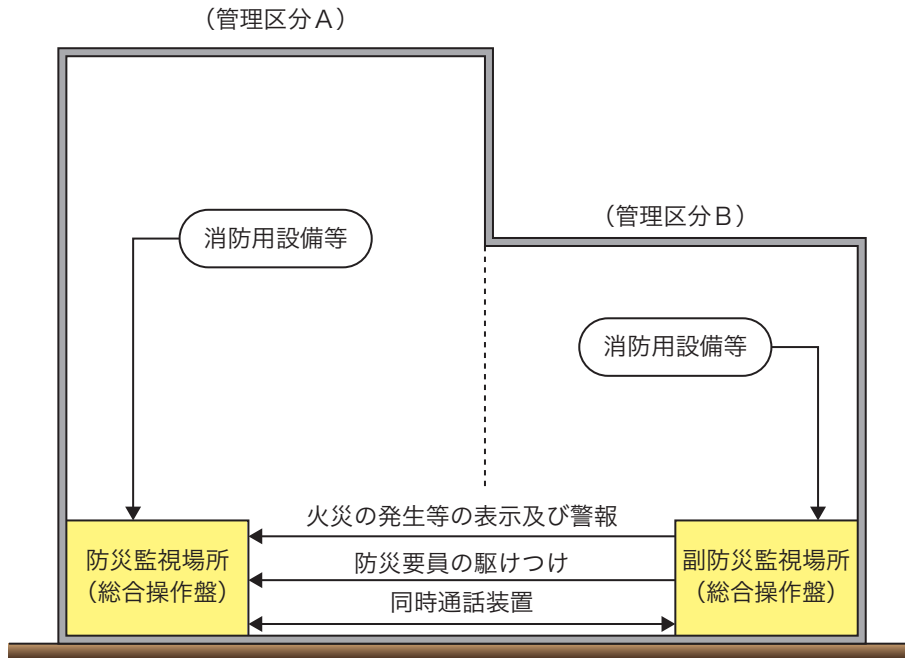 （管理区分A）
（管理区分B）
消防用設備等
消防用設備等
火災の発生等の表示及び警報
防災要員の駆けつけ
同時通話装置
防災監視場所
（総合操作盤）
副防災監視場所
（総合操作盤）